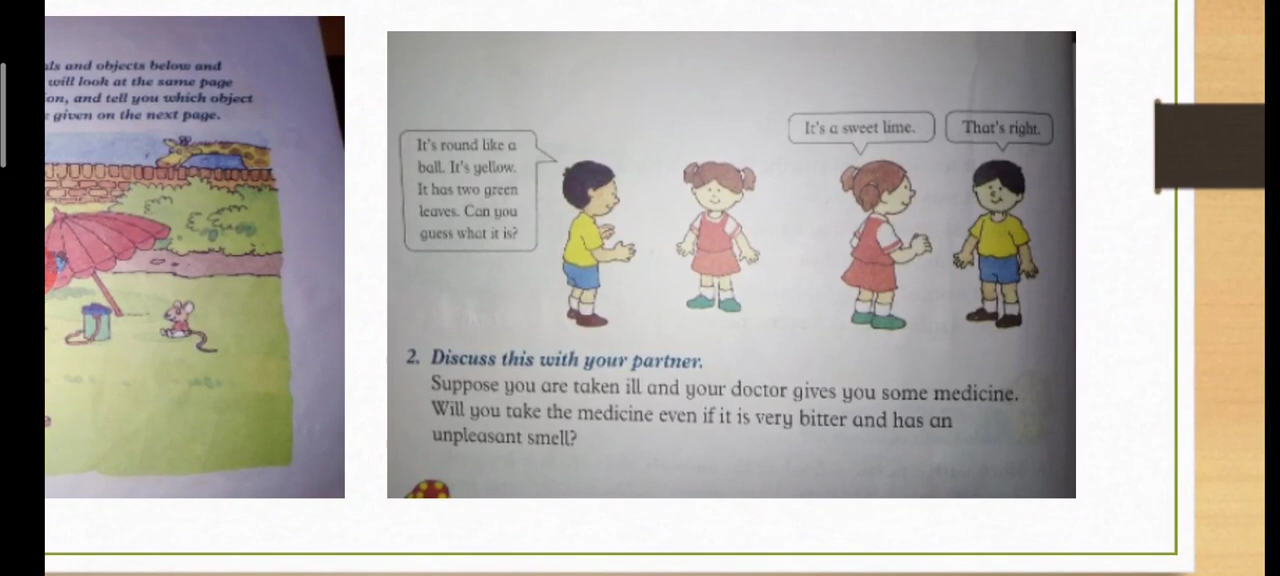 ls and objects below and
will look at the same page
on, and tell you which object
given on the next page.
It's round like a
ball. It's yellow.
It has two green
leaves. Can you
guess what it is?
It's a sweet lime.
That's right.
2. Discuss this with your partner.
Suppose you are taken ill and your doctor gives you some medicine.
Will you take the medicine even if it is very bitter and has an
unpleasant smell?